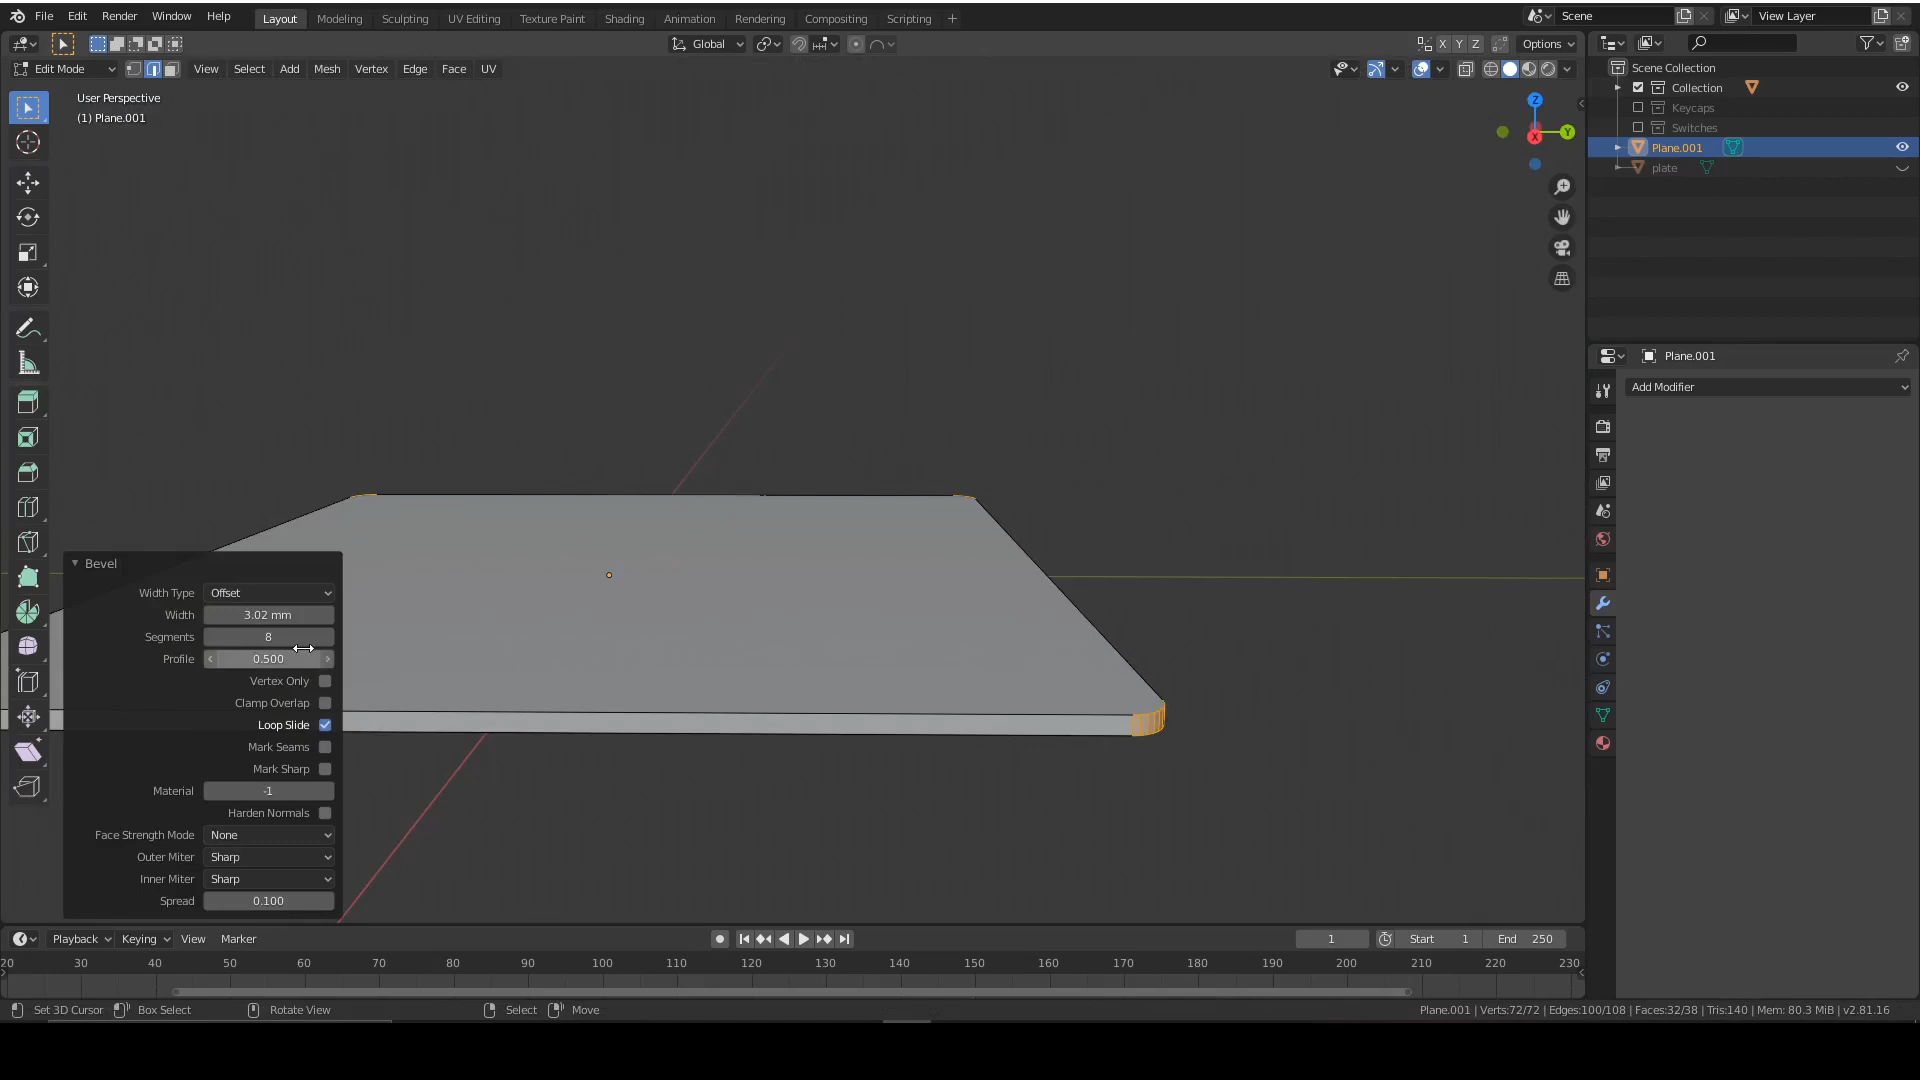 File Edit Render Window Help Layout Modeling Sculpting UV Editing Texture Paint Shading Animation Rendering Compositing Scripting + Scene View Layer
Global X Y Z Options
Edit Mode View Select Add Mesh Vertex Edge Face UV
User Perspective
(1) Plane.001
Z
Y
X
Scene Collection
Collection
Keycaps
Switches
Plane.001
plate
Plane.001
Add Modifier
Bevel
Width Type Offset
Width 3.02 mm
Segments 8
Profile 0.500
Vertex Only
Clamp Overlap
Loop Slide
Mark Seams
Mark Sharp
Material -1
Harden Normals
Face Strength Mode None
Outer Miter Sharp
Inner Miter Sharp
Spread 0.100
Playback Keying View Marker 1 Start 1 End 250
20 30 40 50 60 70 80 90 100 110 120 130 140 150 160 170 180 190 200 210 220 230
Set 3D Cursor Box Select Rotate View Select Move Plane.001 | Verts:72/72 | Edges:100/108 | Faces:32/38 | Tris:140 | Mem: 80.3 MiB | v2.81.16